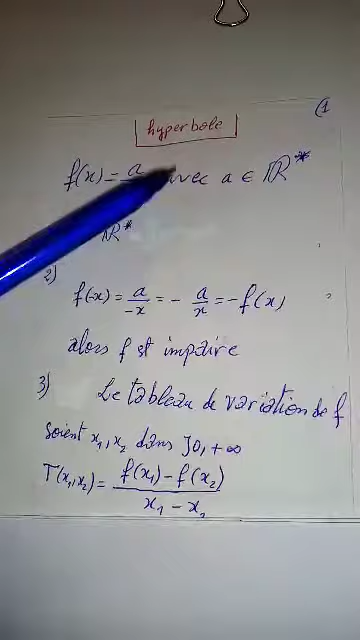 (1
hyperbole
f(x) = a avec a ∈ ℝ*
ℝ*
2)
f(-x) = a/-x = - a/x = -f(x)
alors f est impaire
3) Le tableau de variation de f
soient x₁, x₂ dans ]0, +∞
T(x₁, x₂) = f(x₁) - f(x₂) / x₁ - x₂